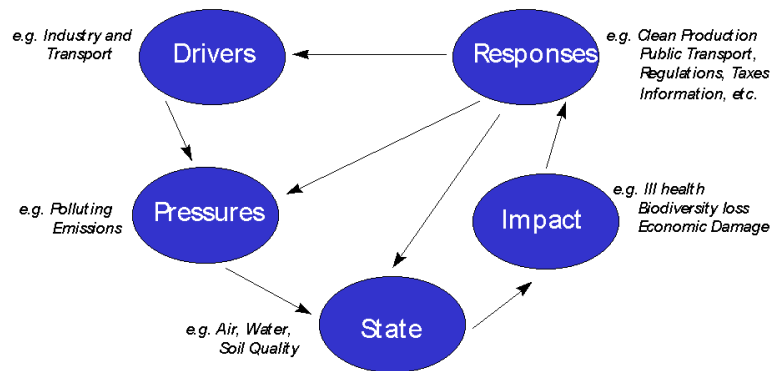 e.g. Industry and
Transport
Drivers
Responses
e.g. Clean Production
Public Transport,
Regulations, Taxes
Information, etc.
e.g. Polluting
Emissions
Pressures
Impact
e.g. Ill health
Biodiversity loss
Economic Damage
e.g. Air, Water,
Soil Quality
State